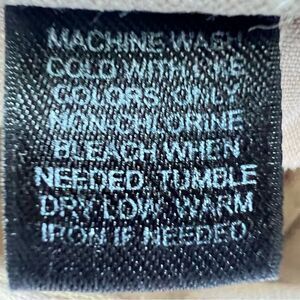 MACHINE WASH
COLD WITH LIKE
COLORS. ONLY
NON-CHLORINE
BLEACH WHEN
NEEDED. TUMBLE
DRY LOW. WARM
IRON IF NEEDED.